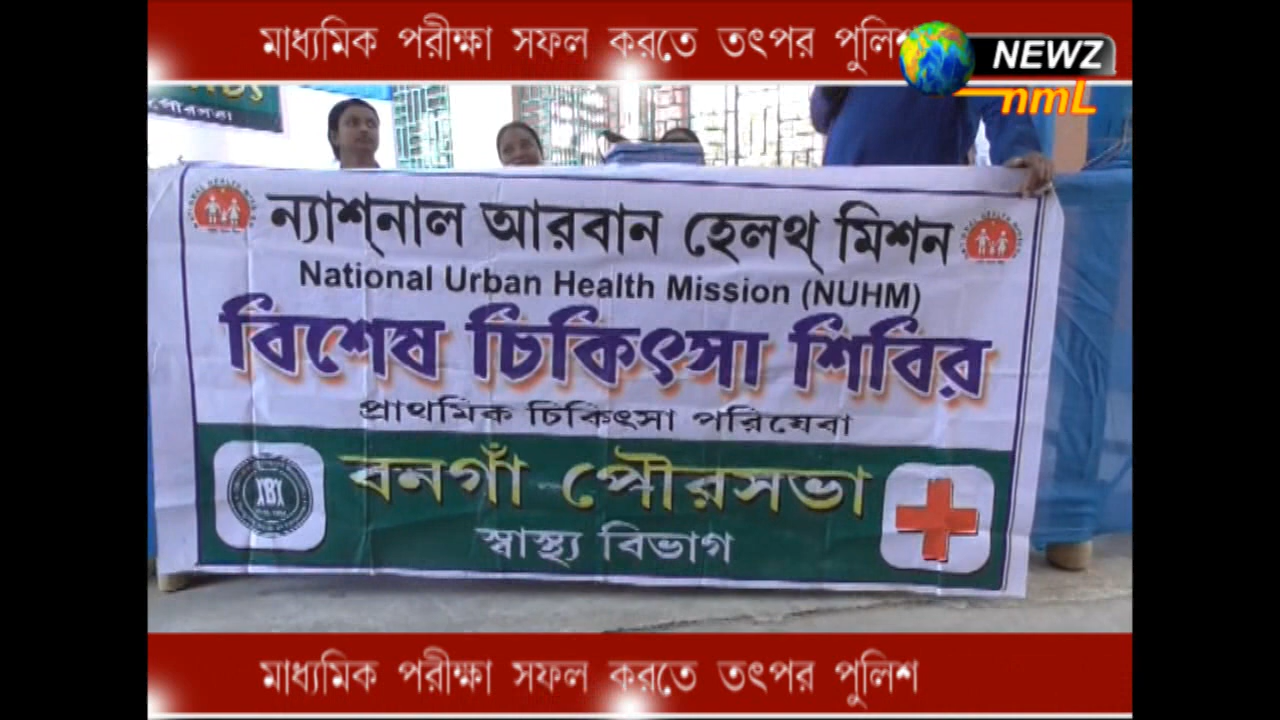 মাধ্যমিক পরীক্ষা সফল করতে তৎপর পুলিশ
NEWZ
nmL
পৌরসভা
ন্যাশ্‌নাল আরবান হেলথ্‌ মিশন
National Urban Health Mission (NUHM)
বিশেষ চিকিৎসা শিবির
প্রাথমিক চিকিৎসা পরিষেবা
বনগাঁ পৌরসভা
স্বাস্থ্য বিভাগ
মাধ্যমিক পরীক্ষা সফল করতে তৎপর পুলিশ